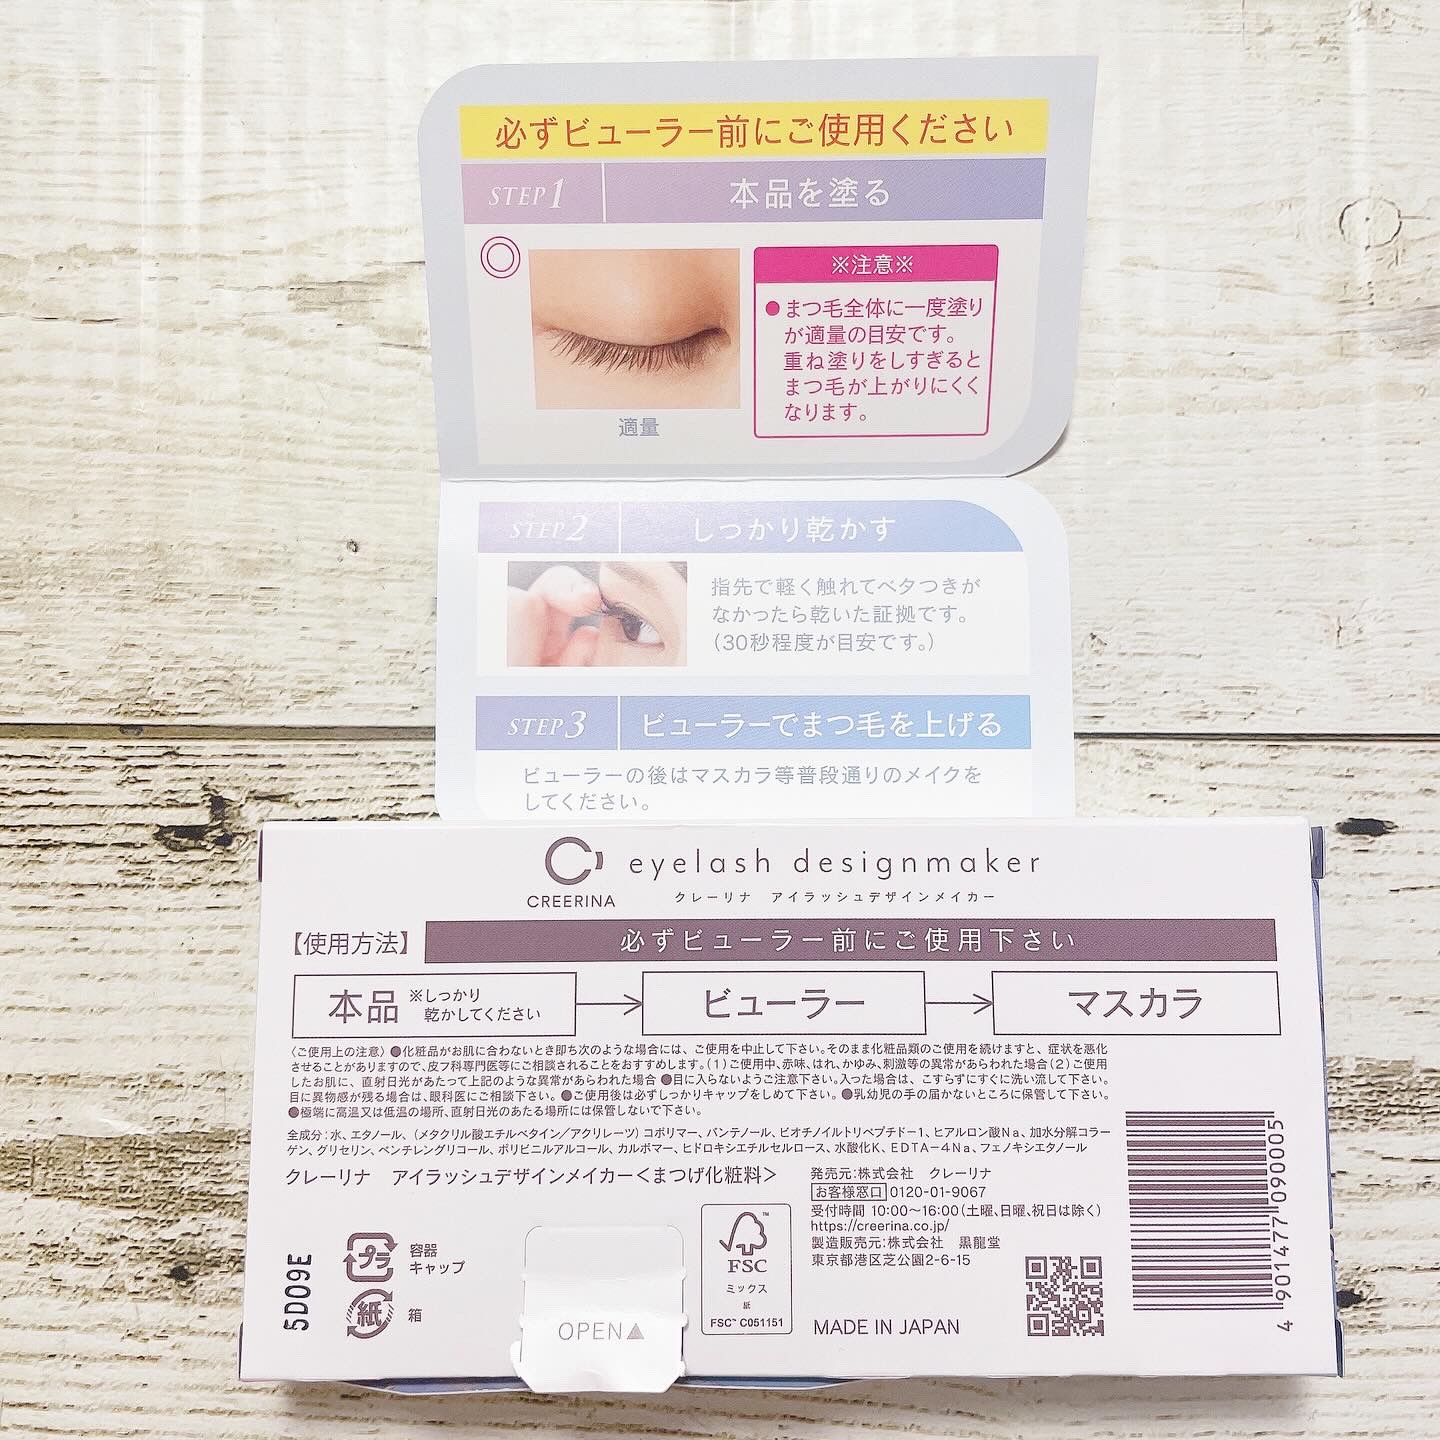 必ずビューラー前にご使用ください
STEP1 本品を塗る
※注意※
●まつ毛全体に一度塗り
が適量の目安です。
重ね塗りをしすぎると
まつ毛が上がりにくく
なります。
適量
STEP2 しっかり乾かす
指先で軽く触れてベタつきが
なかったら乾いた証拠です。
(30秒程度が目安です。)
STEP3 ビューラーでまつ毛を上げる
ビューラーの後はマスカラ等普段通りのメイクを
してください。
CREERINA
eyelash designmaker
クレーリナ アイラッシュデザインメイカー
【使用方法】 必ずビューラー前にご使用下さい
本品 ※しっかり
乾かしてください
ビューラー
マスカラ
〈ご使用上の注意〉●化粧品がお肌に合わないとき即ち次のような場合には、ご使用を中止して下さい。そのまま化粧品類のご使用を続けますと、症状を悪化
させることがありますので、皮フ科専門医等にご相談されることをおすすめします。(1)ご使用中、赤味、はれ、かゆみ、刺激等の異常があらわれた場合(2)ご使用
したお肌に、直射日光があたって上記のような異常があらわれた場合 ●目に入らないようご注意下さい。入った場合は、こすらずにすぐに洗い流して下さい。
目に異物感が残る場合は、眼科医にご相談下さい。●ご使用後は必ずしっかりキャップをしめて下さい。●乳幼児の手の届かないところに保管して下さい。
●極端に高温又は低温の場所、直射日光のあたる場所には保管しないで下さい。
全成分:水、エタノール、(メタクリル酸エチルベタイン/アクリレーツ)コポリマー、パンテノール、ビオチノイルトリペプチド-1、ヒアルロン酸Na、加水分解コラー
ゲン、グリセリン、ペンチレングリコール、ポリビニルアルコール、カルボマー、ヒドロキシエチルセルロース、水酸化K、EDTA-4Na、フェノキシエタノール
クレーリナ アイラッシュデザインメイカー<まつげ化粧料>
発売元:株式会社 クレーリナ
お客様窓口 0120-01-9067
受付時間 10:00~16:00(土曜、日曜、祝日は除く)
https://creerina.co.jp/
製造販売元:株式会社 黒龍堂
東京都港区芝公園2-6-15
MADE IN JAPAN
5D09E
プラ
容器
キャップ
紙
箱
OPEN▲
FSC
ミックス
紙
FSC™ C051151
4 901477 090005